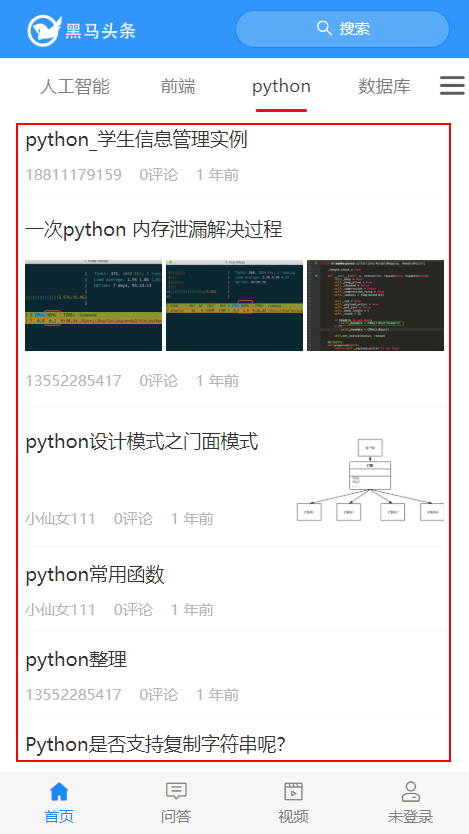 黑马头条
搜索
人工智能 前端 python 数据库
python_学生信息管理实例
18811179159 0评论 1 年前
一次python 内存泄漏解决过程
13552285417 0评论 1 年前
python设计模式之门面模式
小仙女111 0评论 1 年前
python常用函数
小仙女111 0评论 1 年前
python整理
13552285417 0评论 1 年前
Python是否支持复制字符串呢?
首页 问答 视频 未登录